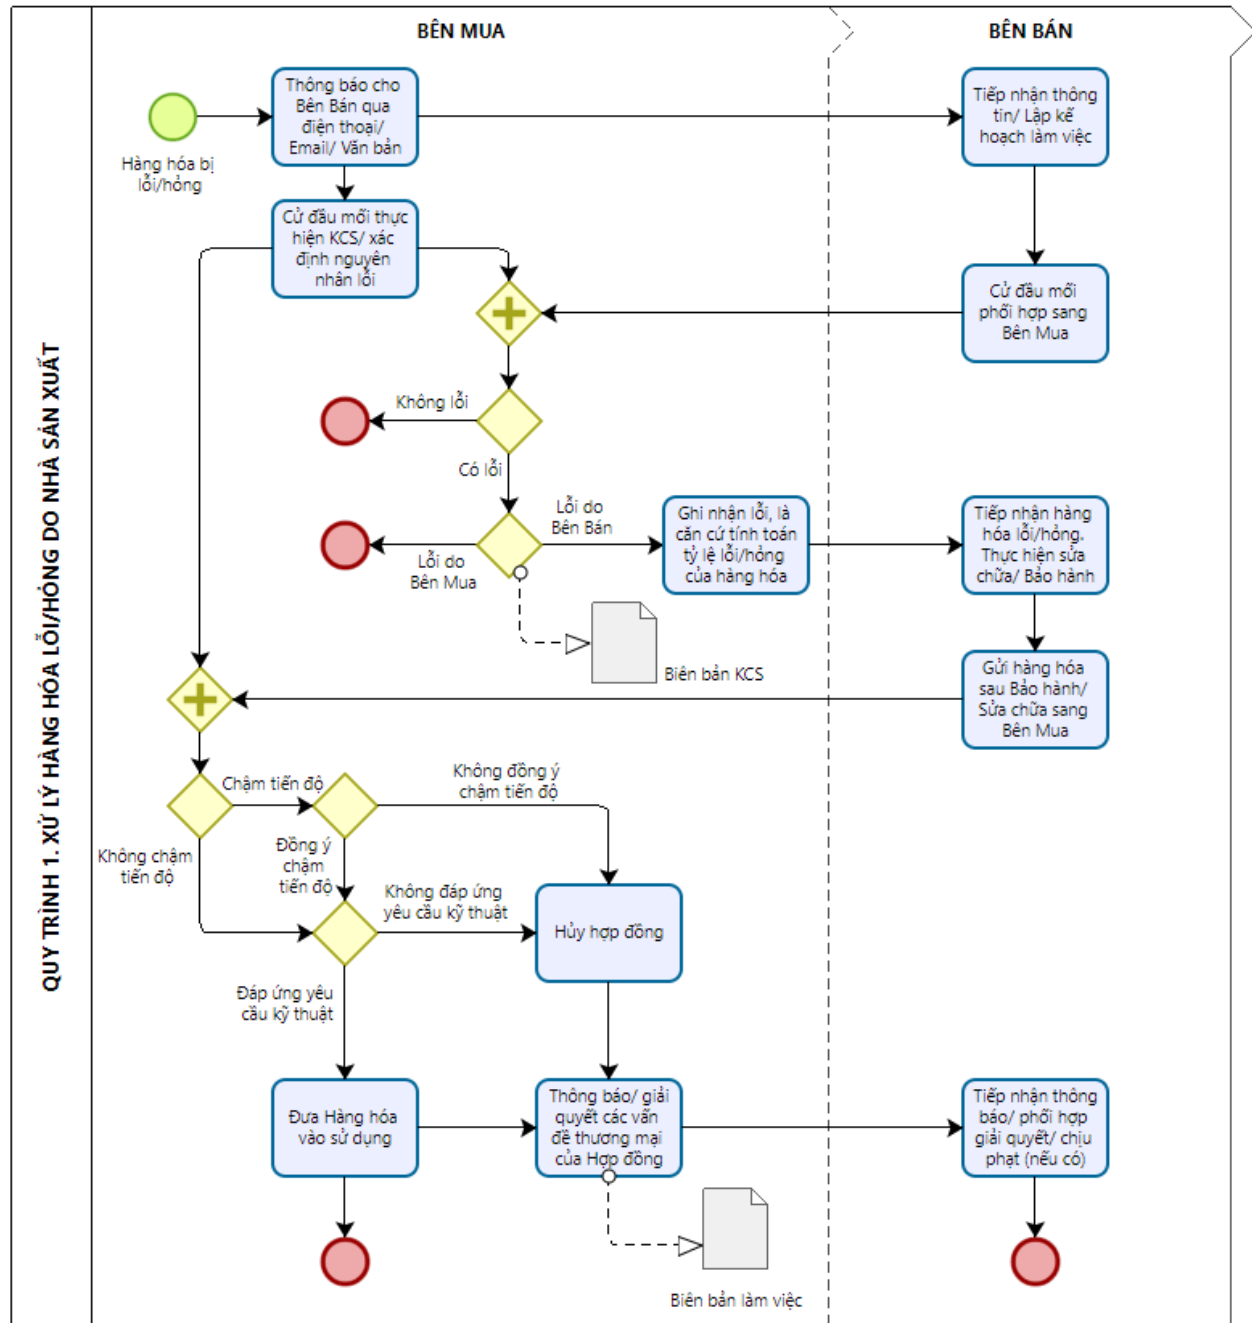 QUY TRÌNH 1. XỬ LÝ HÀNG HÓA LỖI/HỎNG DO NHÀ SẢN XUẤT
BÊN MUA
BÊN BÁN
Hàng hóa bị
lỗi/hỏng
Thông báo cho
Bên Bán qua
điện thoại/
Email/ Văn bản
Tiếp nhận thông
tin/ Lập kế
hoạch làm việc
Cử đầu mối thực
hiện KCS/ xác
định nguyên
nhân lỗi
Cử đầu mối
phối hợp sang
Bên Mua
Không lỗi
Có lỗi
Lỗi do
Bên Bán
Lỗi do
Bên Mua
Ghi nhận lỗi, là
căn cứ tính toán
tỷ lệ lỗi/hỏng
của hàng hóa
Tiếp nhận hàng
hóa lỗi/hỏng.
Thực hiện sửa
chữa/ Bảo hành
Biên bản KCS
Gửi hàng hóa
sau Bảo hành/
Sửa chữa sang
Bên Mua
Chậm tiến độ
Không đồng ý
chậm tiến độ
Không chậm
tiến độ
Đồng ý
chậm
tiến độ
Không đáp ứng
yêu cầu kỹ thuật
Hủy hợp đồng
Đáp ứng yêu
cầu kỹ thuật
Đưa Hàng hóa
vào sử dụng
Thông báo/ giải
quyết các vấn
đề thương mại
của Hợp đồng
Tiếp nhận thông
báo/ phối hợp
giải quyết/ chịu
phạt (nếu có)
Biên bản làm việc